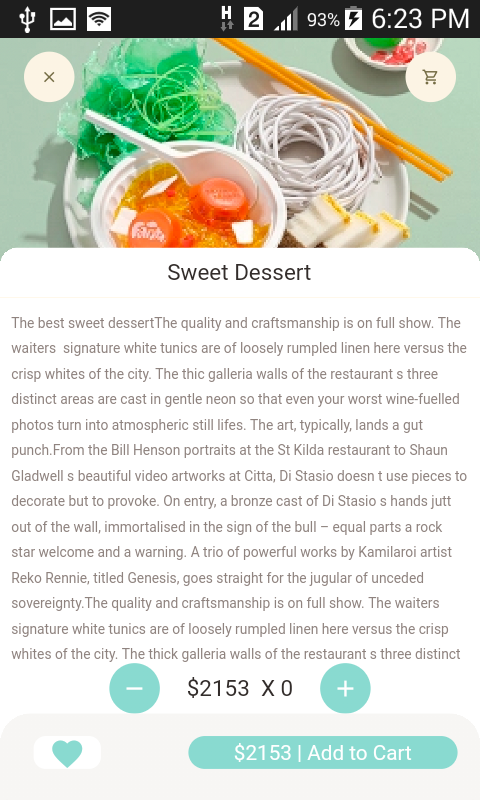 H
2
93%
6:23 PM
Sweet Dessert
The best sweet dessertThe quality and craftsmanship is on full show. The
waiters  signature white tunics are of loosely rumpled linen here versus the
crisp whites of the city. The thic galleria walls of the restaurant s three
distinct areas are cast in gentle neon so that even your worst wine-fuelled
photos turn into atmospheric still lifes. The art, typically, lands a gut
punch.From the Bill Henson portraits at the St Kilda restaurant to Shaun
Gladwell s beautiful video artworks at Citta, Di Stasio doesn t use pieces to
decorate but to provoke. On entry, a bronze cast of Di Stasio s hands jutt
out of the wall, immortalised in the sign of the bull – equal parts a rock
star welcome and a warning. A trio of powerful works by Kamilaroi artist
Reko Rennie, titled Genesis, goes straight for the jugular of unceded
sovereignty.The quality and craftsmanship is on full show. The waiters
signature white tunics are of loosely rumpled linen here versus the crisp
whites of the city. The thick galleria walls of the restaurant s three distinct
− $2153 X 0 +
$2153 | Add to Cart